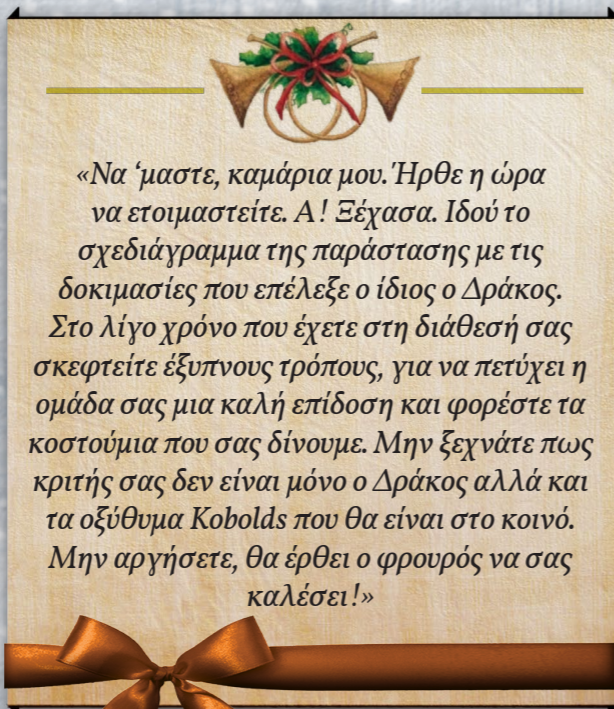 «Να ‘μαστε, καμάρια μου. Ήρθε η ώρα
να ετοιμαστείτε. Α! Ξέχασα. Ιδού το
σχεδιάγραμμα της παράστασης με τις
δοκιμασίες που επέλεξε ο ίδιος ο Δράκος.
Στο λίγο χρόνο που έχετε στη διάθεσή σας
σκεφτείτε έξυπνους τρόπους, για να πετύχει η
ομάδα σας μια καλή επίδοση και φορέστε τα
κοστούμια που σας δίνουμε. Μην ξεχνάτε πως
κριτής σας δεν είναι μόνο ο Δράκος αλλά και
τα οξύθυμα Kobolds που θα είναι στο κοινό.
Μην αργήσετε, θα έρθει ο φρουρός να σας
καλέσει!»